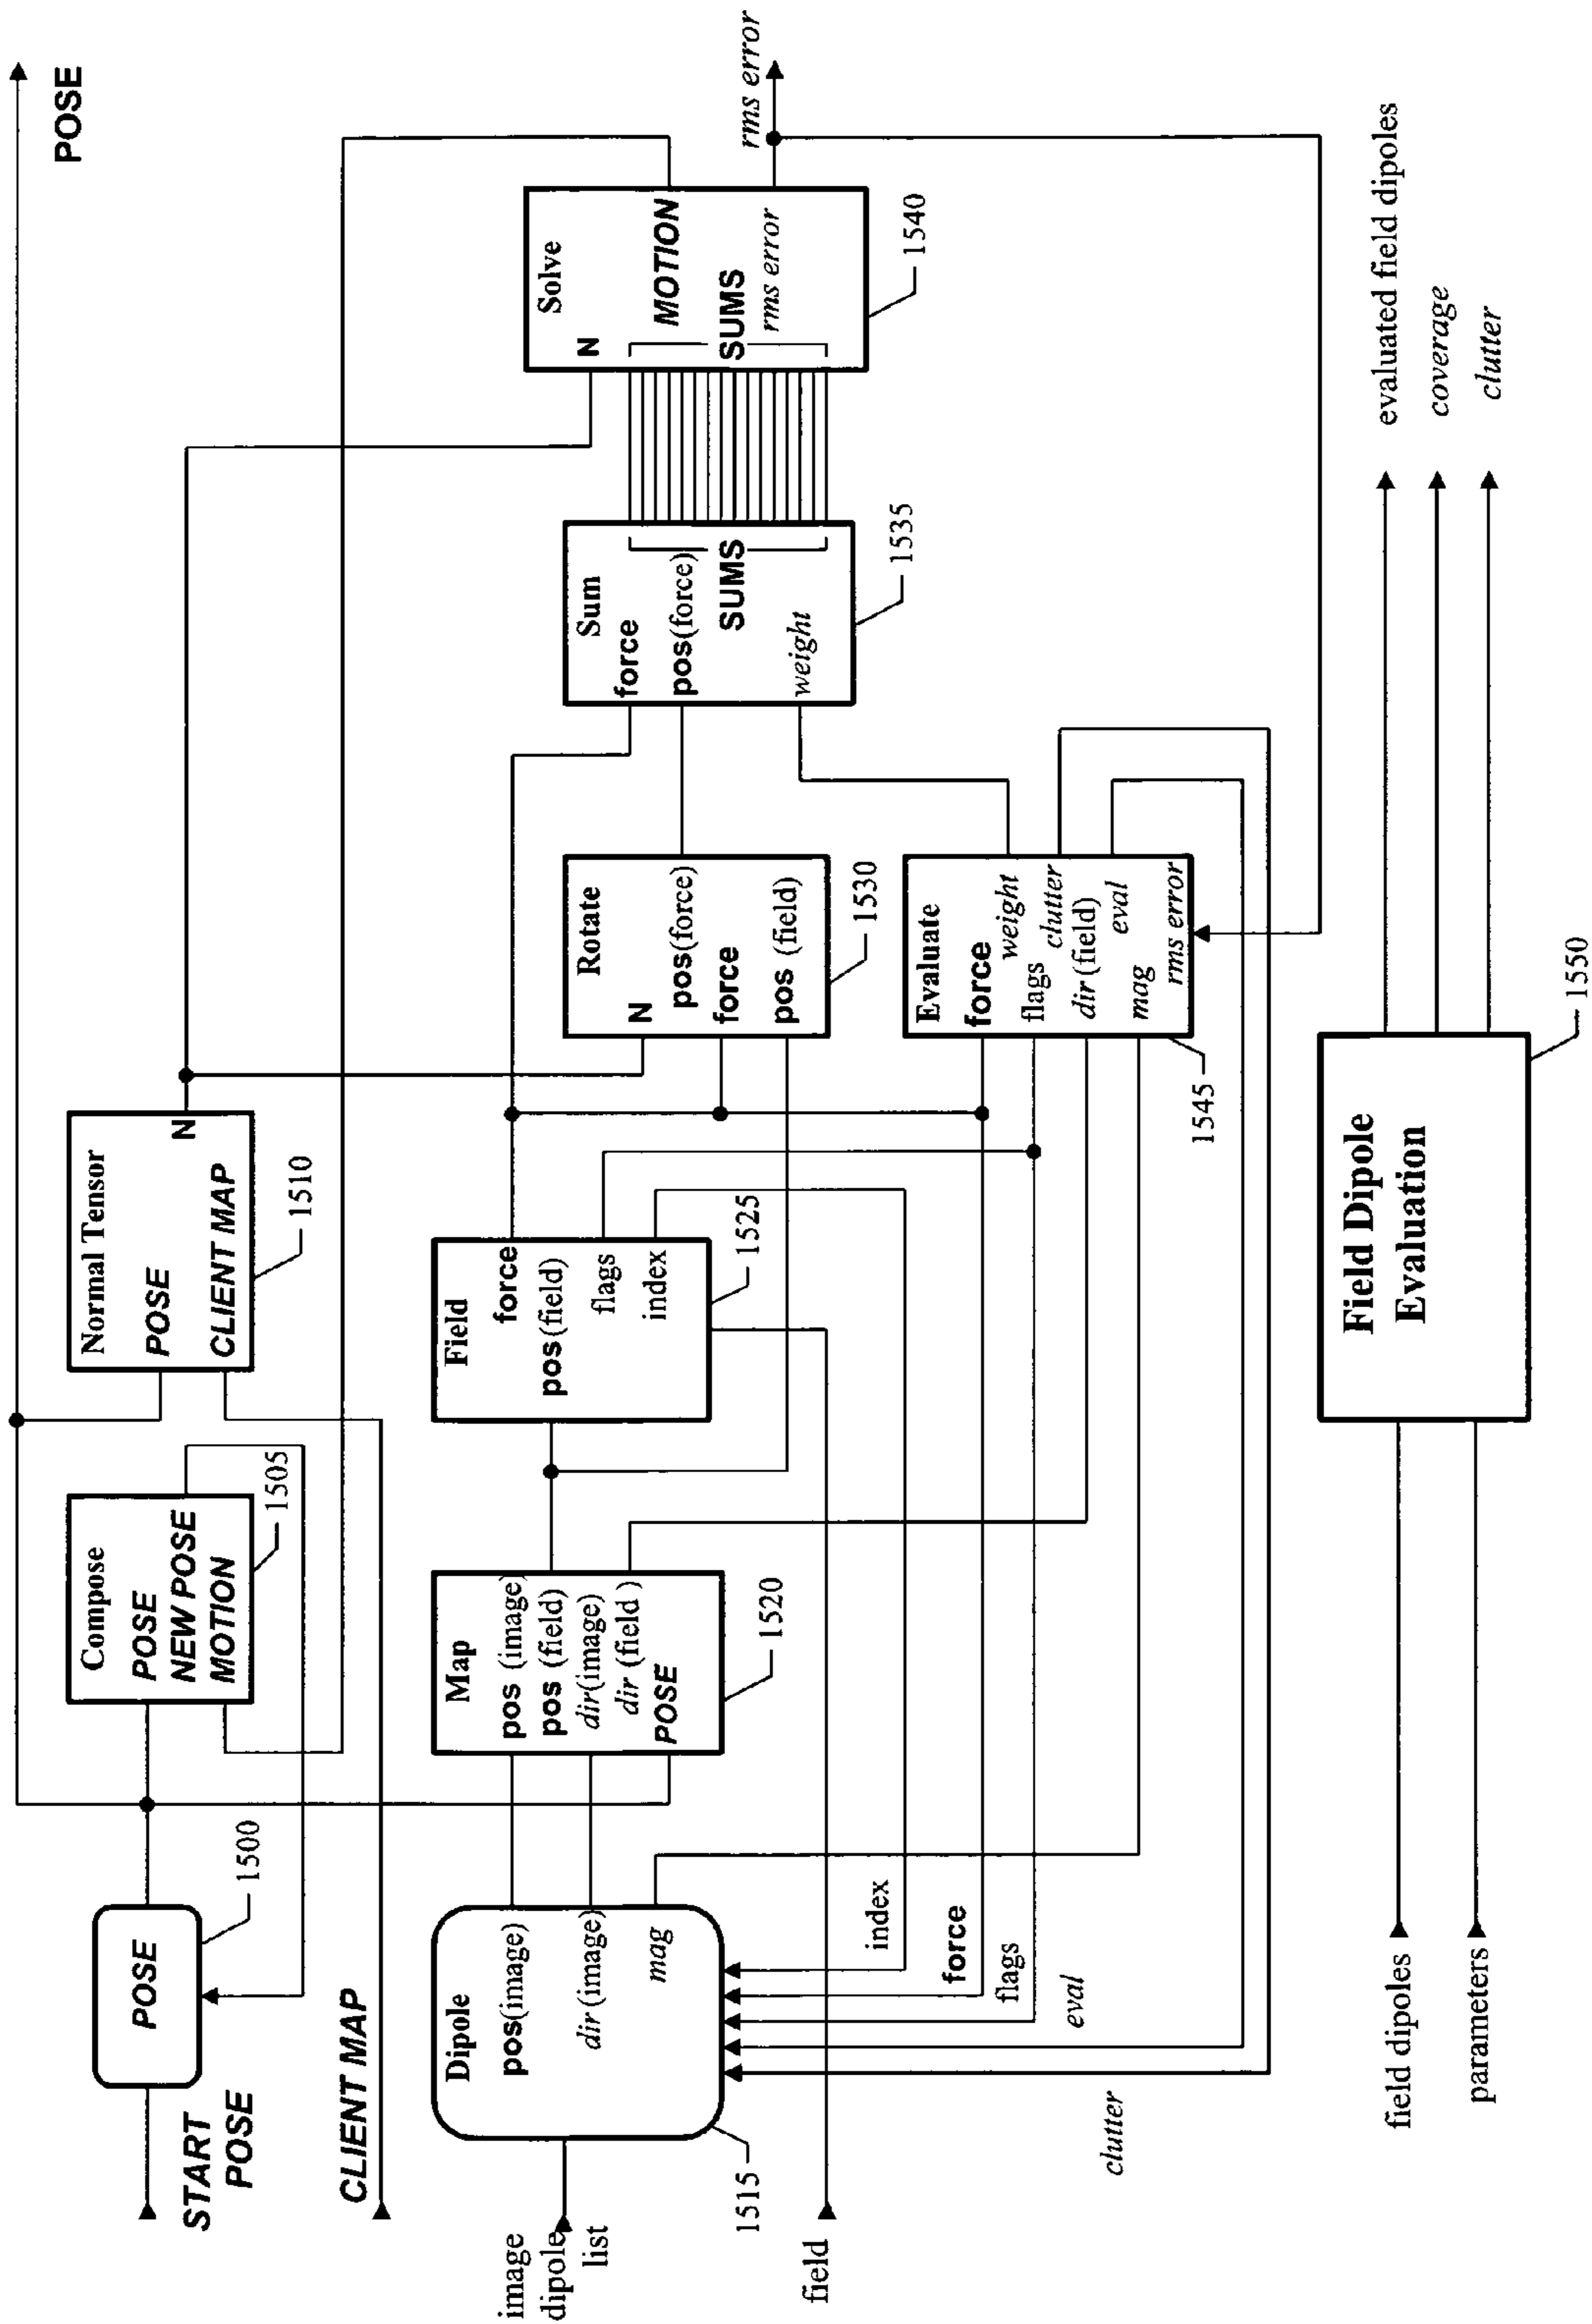 POSE
START
POSE
POSE
1500
Compose
POSE
NEW POSE
MOTION
1505
Normal Tensor
POSE
N
CLIENT MAP
1510
CLIENT MAP
image
dipole
list
Dipole
pos(image)
dir(image)
mag
1515
Map
pos (image)
pos (field)
dir(image)
dir (field )
POSE
1520
Field
force
pos(field)
flags
index
1525
Rotate
N
pos(force)
force
pos (field)
1530
Sum
force
pos(force)
SUMS
weight
1535
Solve
N
MOTION
SUMS
rms error
1540
rms error
field
index
force
flags
eval
clutter
Evaluate
force
weight
flags
clutter
dir(field)
eval
mag
rms error
1545
field dipoles
parameters
Field Dipole
Evaluation
1550
evaluated field dipoles
coverage
clutter